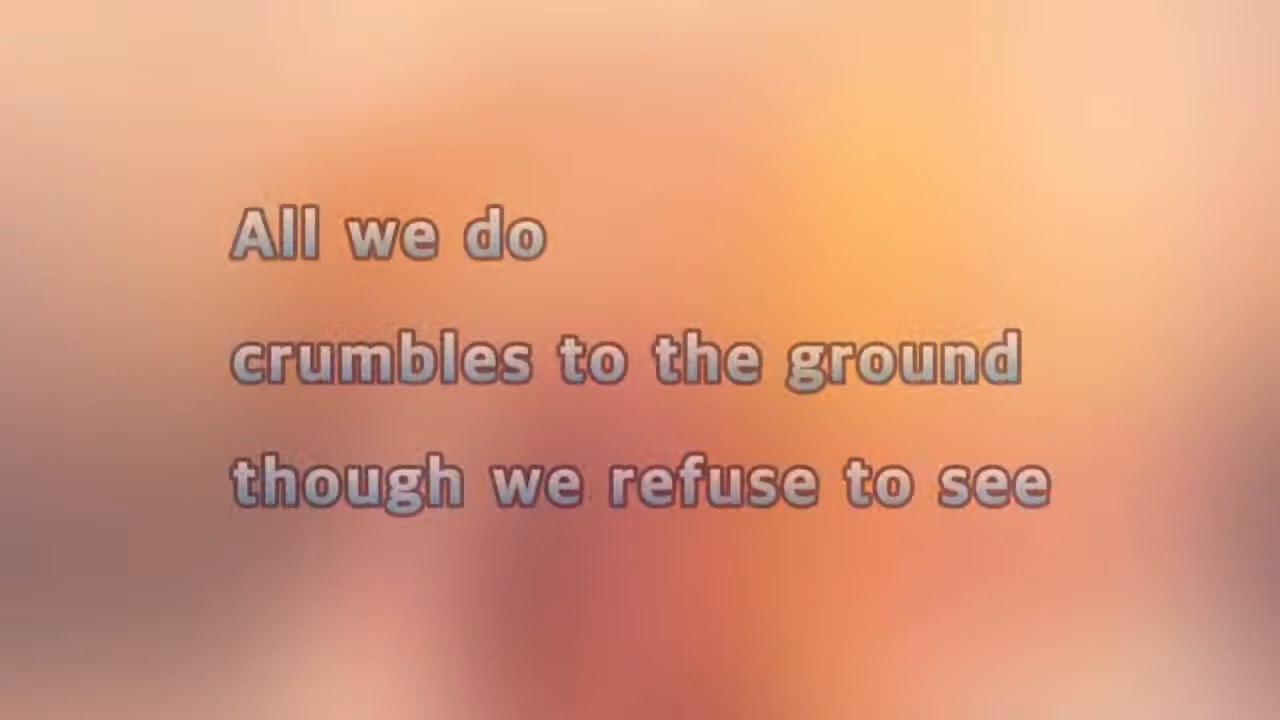 All we do
crumbles to the ground
though we refuse to see